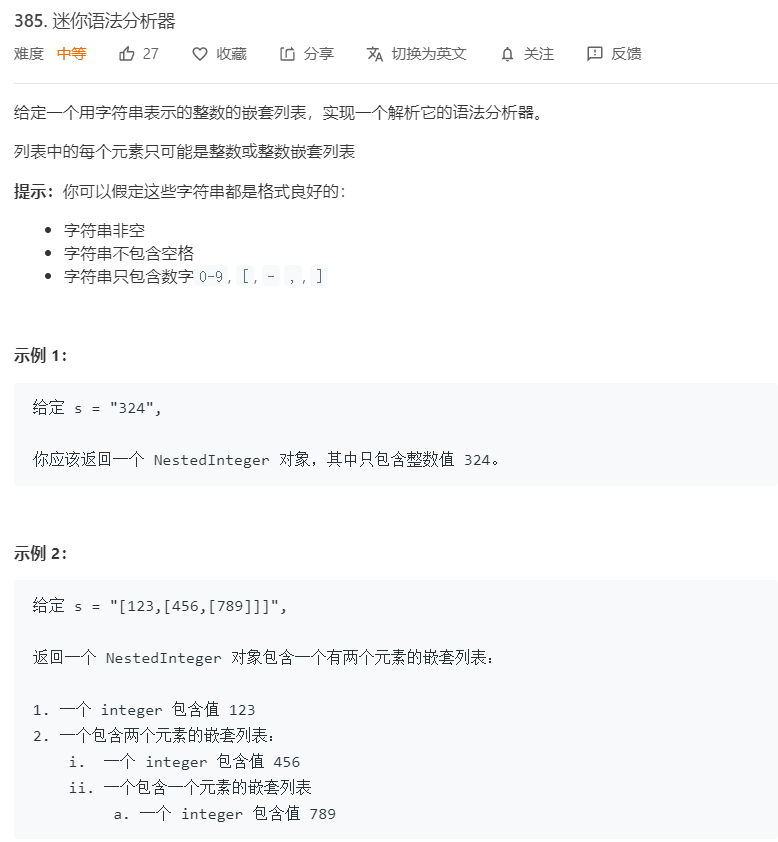 385. 迷你语法分析器
难度 中等 27 收藏 分享 切换为英文 关注 反馈
给定一个用字符串表示的整数的嵌套列表，实现一个解析它的语法分析器。
列表中的每个元素只可能是整数或整数嵌套列表
提示：你可以假定这些字符串都是格式良好的：
字符串非空
字符串不包含空格
字符串只包含数字 0-9, [, - ,, ]
示例 1：
给定 s = "324",
你应该返回一个 NestedInteger 对象，其中只包含整数值 324。
示例 2：
给定 s = "[123,[456,[789]]]",
返回一个 NestedInteger 对象包含一个有两个元素的嵌套列表：
1. 一个 integer 包含值 123
2. 一个包含两个元素的嵌套列表：
i. 一个 integer 包含值 456
ii. 一个包含一个元素的嵌套列表
a. 一个 integer 包含值 789